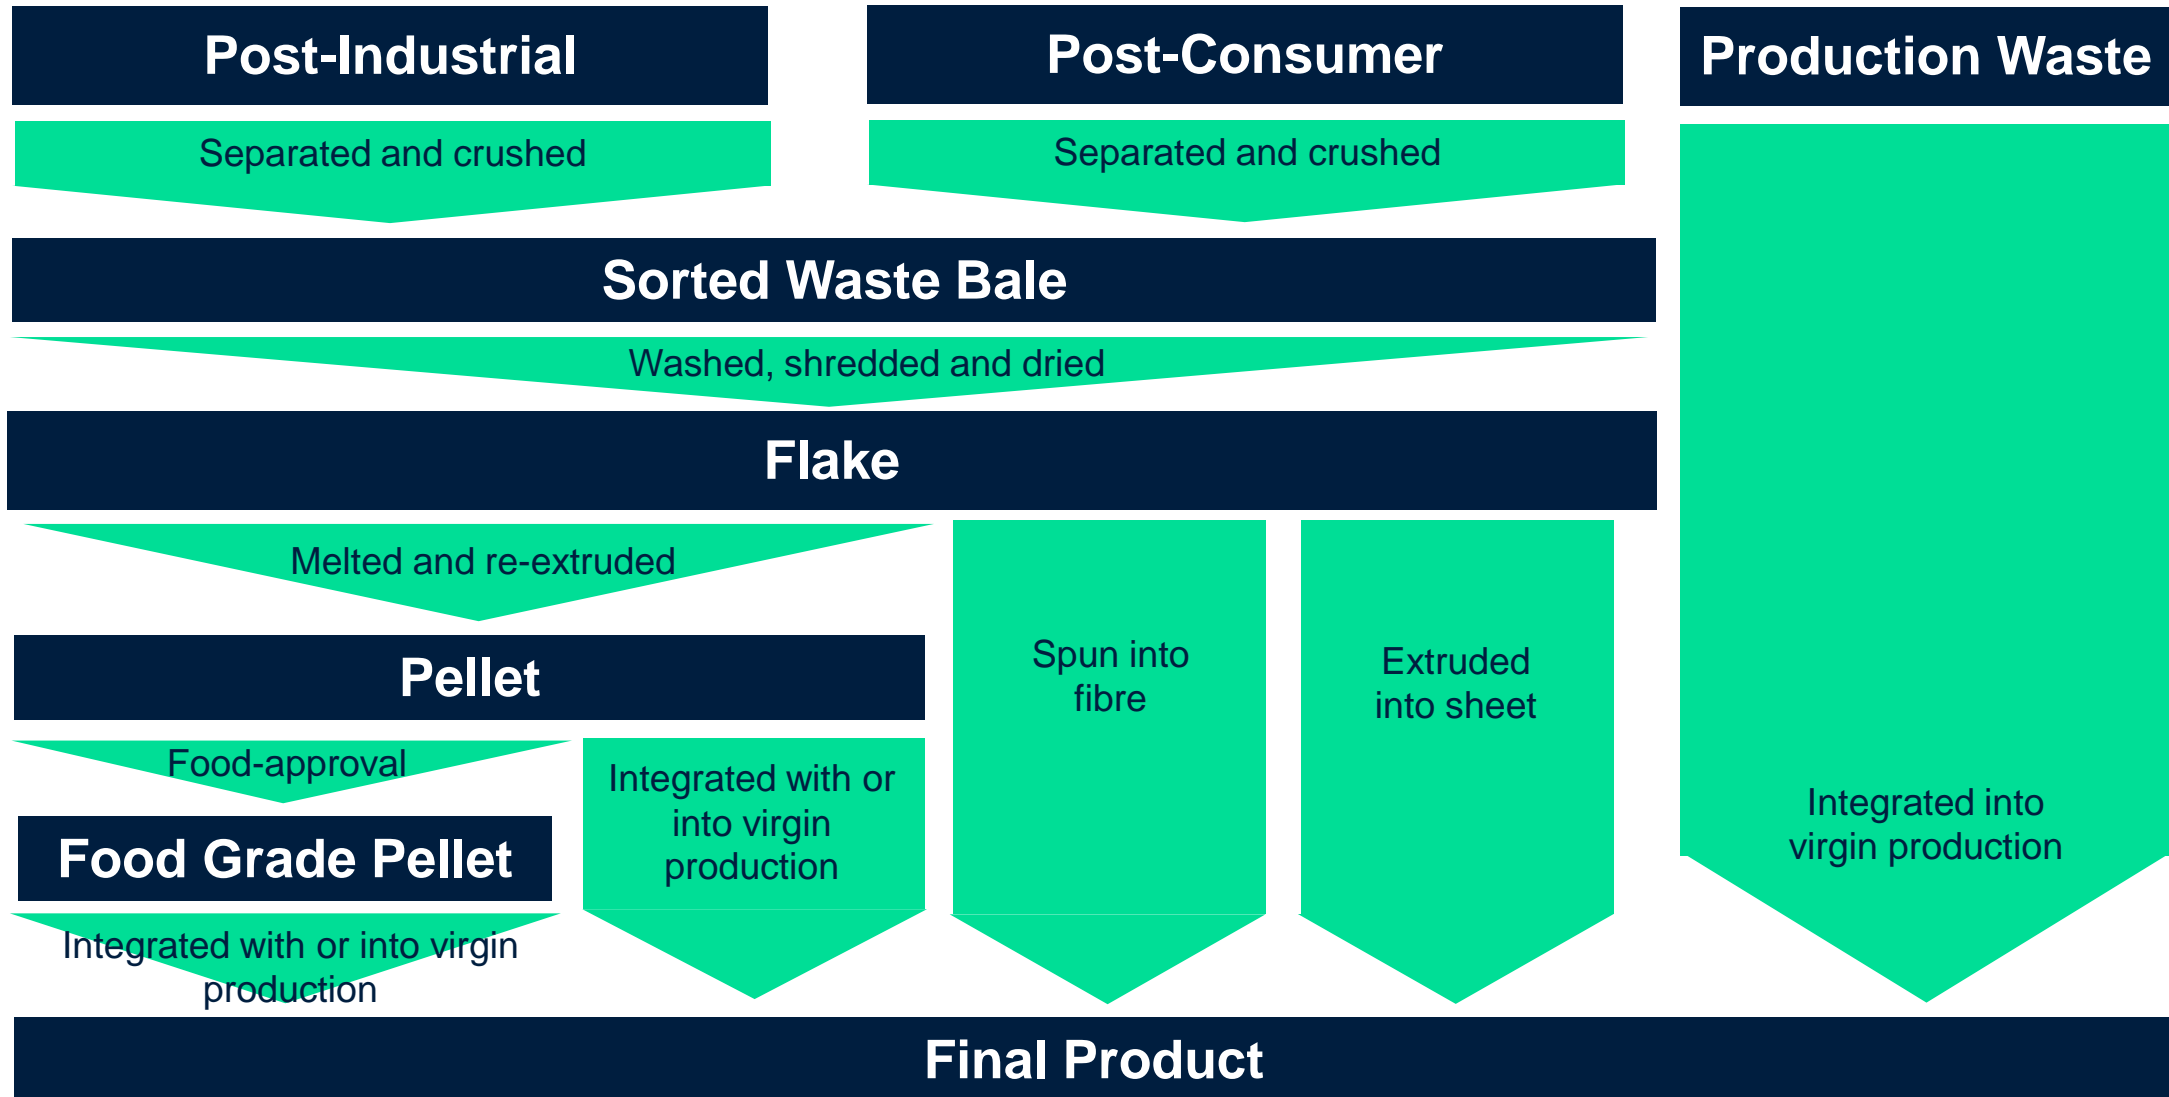 Post-Industrial
Post-Consumer
Production Waste
Separated and crushed
Separated and crushed
Sorted Waste Bale
Washed, shredded and dried
Flake
Melted and re-extruded
Spun into
fibre
Extruded
into sheet
Pellet
Food-approval
Integrated with or
into virgin
production
Integrated into
virgin production
Food Grade Pellet
Integrated with or into virgin
production
Final Product